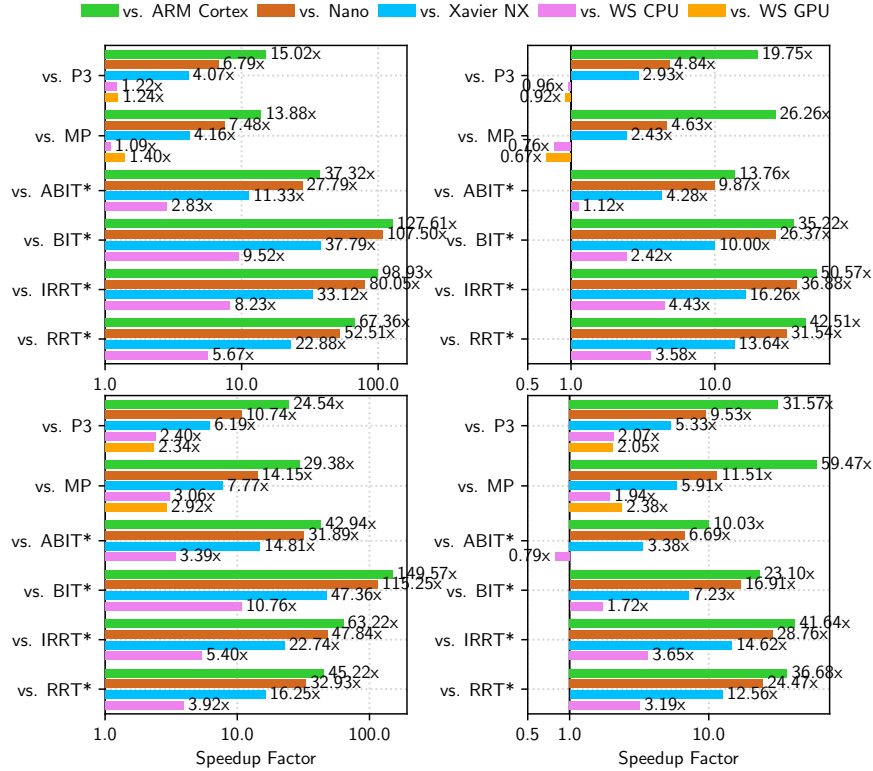 vs. ARM Cortex vs. Nano vs. Xavier NX vs. WS CPU vs. WS GPU
vs. P3
15.02x
6.79x
4.07x
1.22x
1.24x
vs. MP
13.88x
7.48x
4.16x
1.09x
1.40x
vs. ABIT*
37.32x
27.79x
11.33x
2.83x
vs. BIT*
127.61x
107.50x
37.79x
9.52x
vs. IRRT*
98.93x
80.05x
33.12x
8.23x
vs. RRT*
67.36x
52.51x
22.88x
5.67x
1.0 10.0 100.0
vs. P3
19.75x
4.84x
2.93x
0.96x
0.92x
vs. MP
26.26x
4.63x
2.43x
0.76x
0.67x
vs. ABIT*
13.76x
9.87x
4.28x
1.12x
vs. BIT*
35.22x
26.37x
10.00x
2.42x
vs. IRRT*
50.57x
36.88x
16.26x
4.43x
vs. RRT*
42.51x
31.54x
13.64x
3.58x
0.5 1.0 10.0
vs. P3
24.54x
10.74x
6.19x
2.40x
2.34x
vs. MP
29.38x
14.15x
7.77x
3.06x
2.92x
vs. ABIT*
42.94x
31.89x
14.81x
3.39x
vs. BIT*
149.57x
115.25x
47.36x
10.76x
vs. IRRT*
63.22x
47.84x
22.74x
5.40x
vs. RRT*
45.22x
32.93x
16.25x
3.92x
1.0 10.0 100.0
Speedup Factor
vs. P3
31.57x
9.53x
5.33x
2.07x
2.05x
vs. MP
59.47x
11.51x
5.91x
1.94x
2.38x
vs. ABIT*
10.03x
6.69x
3.38x
0.79x
vs. BIT*
23.10x
16.91x
7.23x
1.72x
vs. IRRT*
41.64x
28.76x
14.62x
3.65x
vs. RRT*
36.68x
24.47x
12.56x
3.19x
0.5 1.0 10.0
Speedup Factor